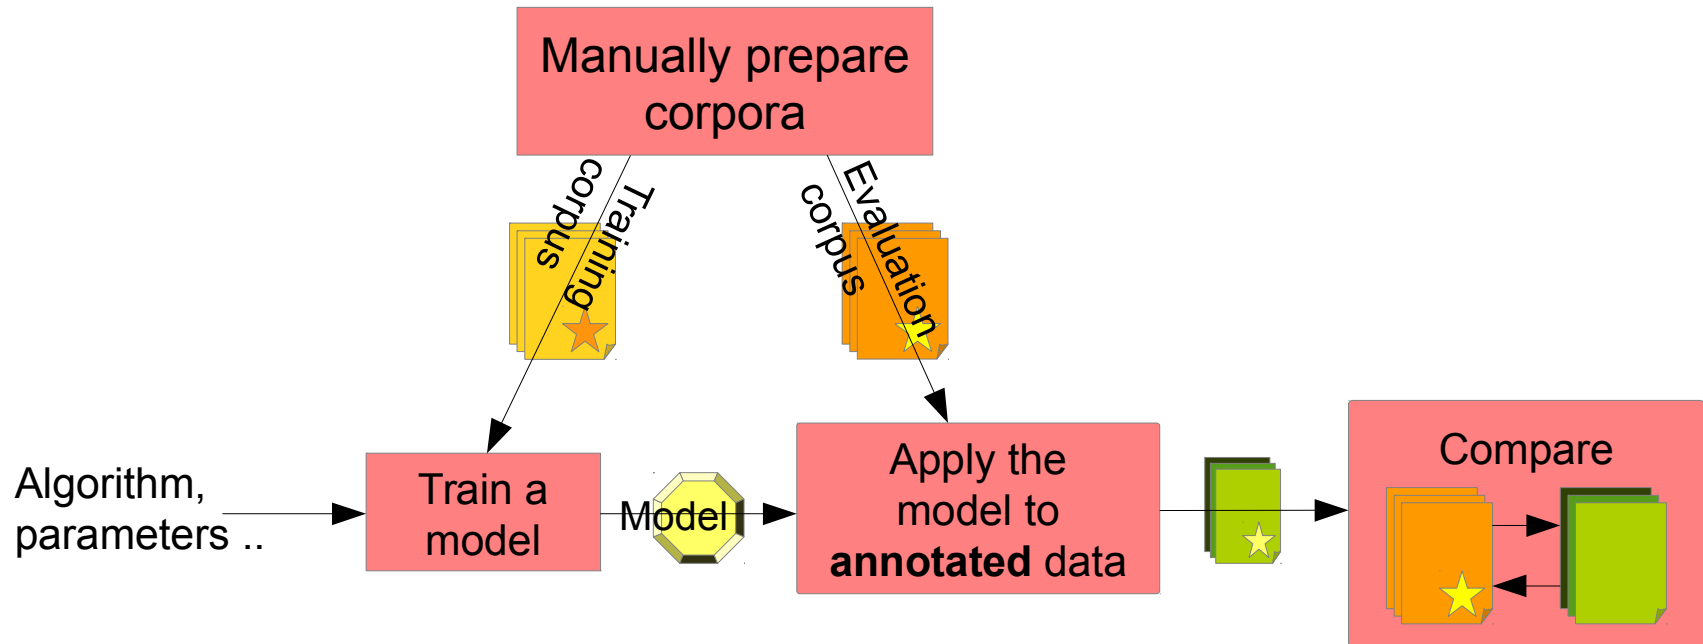 Manually prepare
corpora
Training
corpus
Evaluation
corpus
Algorithm,
parameters ..
Train a
model
Model
Apply the
model to
annotated data
Compare